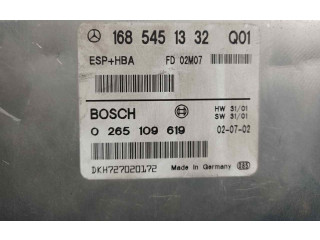 168 545 13 32 Q01
ESP+HBA FD 02M07
BOSCH HW 31/01
SW 31/01
0 265 109 619 02-07-02
DKH727020172 Made in Germany